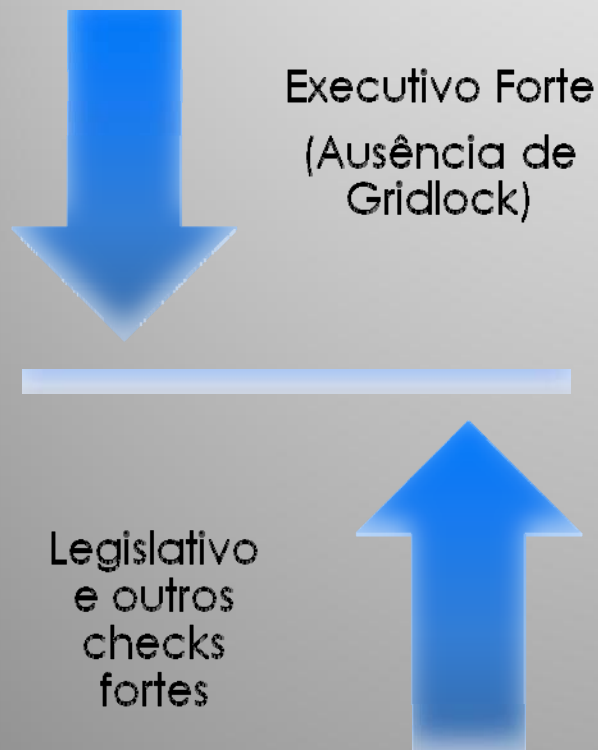 Executivo Forte
(Ausência de
Gridlock)
Legislativo
e outros
checks
fortes